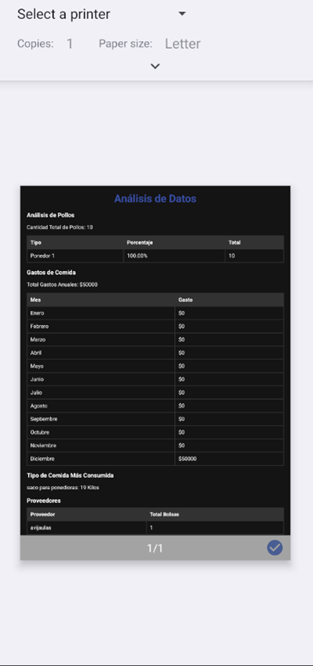 Select a printer
Copies: 1 Paper size: Letter
Análisis de Datos
Análisis de Pollos
Cantidad Total de Pollos: 10
Tipo Porcentaje Total
Ponedor 1 100.00% 10
Gastos de Comida
Total Gastos Anuales: $50000
Mes Gasto
Enero $0
Febrero $0
Marzo $0
Abril $0
Mayo $0
Junio $0
Julio $0
Agosto $0
Septiembre $0
Octubre $0
Noviembre $0
Diciembre $50000
Tipo de Comida Más Consumida
saco para ponedoras: 19 Kilos
Proveedores
Proveedor Total Bolsas
avijaulas 1
1/1